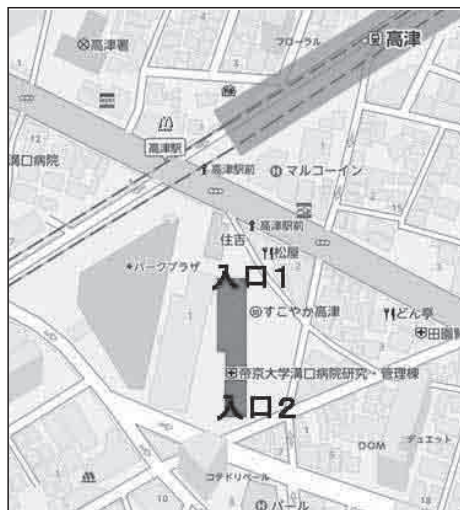 高津署
フローラル
高津
高津駅
溝口病院
高津駅前
マルコーイン
高津駅前
住吉
松屋
パークプラザ
入口1
すこやか高津
どん亭
田園
帝京大学溝口病院研究・管理棟
入口2
DOM
デュエット
コテドリベール
パール